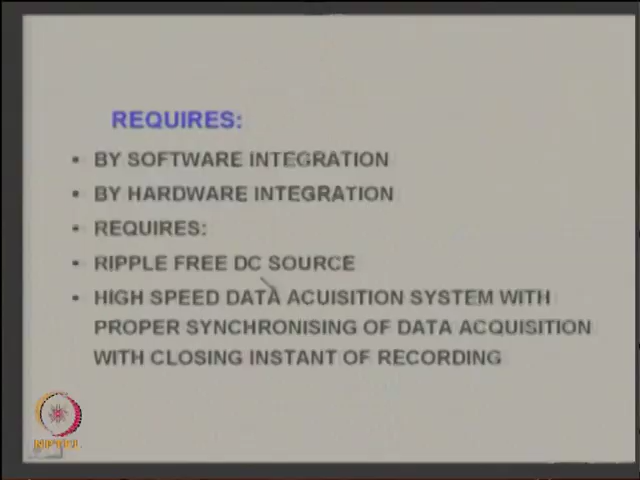 REQUIRES:
• BY SOFTWARE INTEGRATION
• BY HARDWARE INTEGRATION
• REQUIRES:
• RIPPLE FREE DC SOURCE
• HIGH SPEED DATA ACUISITION SYSTEM WITH
PROPER SYNCHRONISING OF DATA ACQUISITION
WITH CLOSING INSTANT OF RECORDING
NPTEL